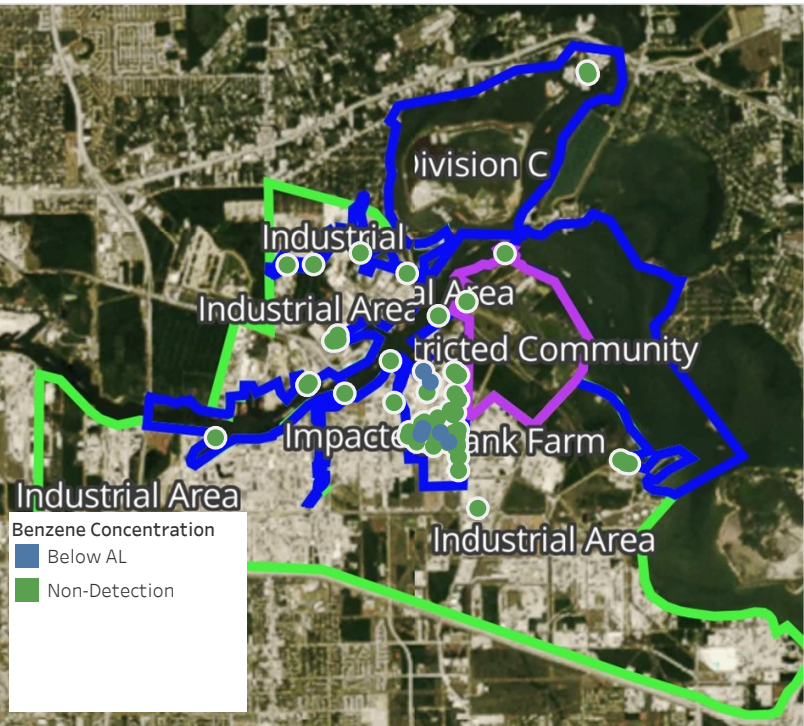 Division C
Industrial
Industrial Area
al Area
tricted Community
Impacte
ank Farm
Industrial Area
Industrial Area
Benzene Concentration
Below AL
Non-Detection